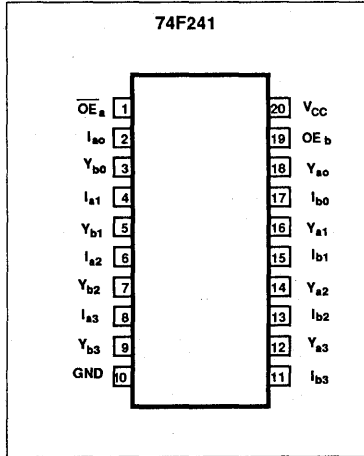 74F241
OEa 1 20 VCC
Iao 2 19 OEb
Yb0 3 18 Yao
Ia1 4 17 Ib0
Yb1 5 16 Ya1
Ia2 6 15 Ib1
Yb2 7 14 Ya2
Ia3 8 13 Ib2
Yb3 9 12 Ya3
GND 10 11 Ib3